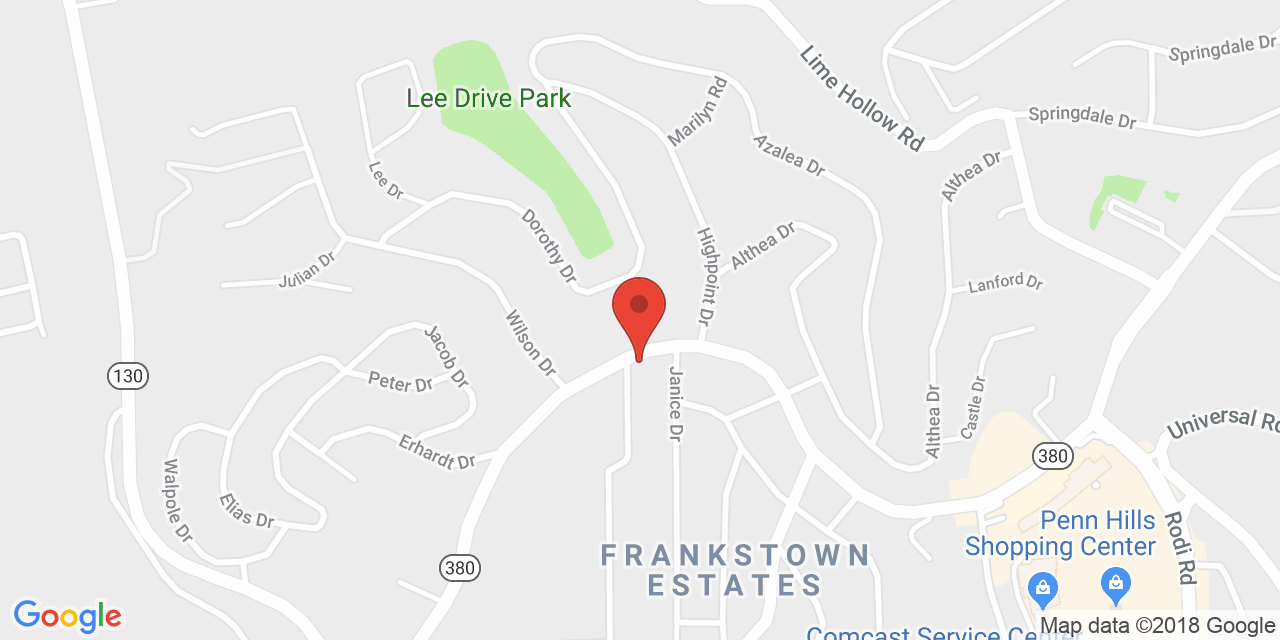 Springdale Dr
Lime Hollow Rd
Lee Drive Park
Marilyn Rd
Springdale Dr
Azalea Dr
Althea Dr
Lee Dr
Dorothy Dr
Highpoint Dr
Althea Dr
Julian Dr
Lanford Dr
Wilson Dr
Jacob Dr
130
Peter Dr
Janice Dr
Althea Dr
Castle Dr
Universal Rd
Erhardt Dr
380
Walpole Dr
Elias Dr
Penn Hills
Shopping Center
Rodi Rd
FRANKSTOWN
ESTATES
380
Google
Comcast Service Center
Map data ©2018 Google